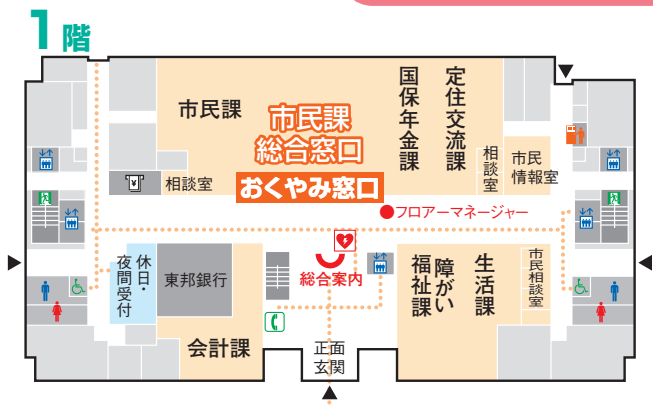 1階
市民課
市民課
総合窓口
おくやみ窓口
国保年金課
定住交流課
相談室
市民
情報室
¥
相談室
●フロアーマネージャー
休日・
夜間受付
東邦銀行
総合案内
障がい
福祉課
生活課
市民相談室
会計課
正面
玄関